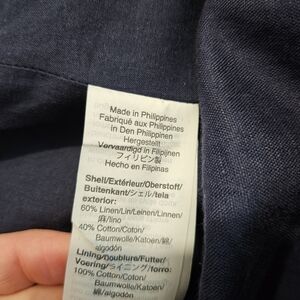 Made in Philippines
Fabriqué aux Philippines
In Den Philippinen
Hergestellt
Vervaardigd in Filipijnen
フィリピン製
Hecho en Filipinas
Shell/Extérieur/Oberstoff/
Buitenkant/シェル/tela
exterior:
60% Linen/Lin/Leinen/Linnen/
麻/lino
40% Cotton/Coton/
Baumwolle/Katoen/綿/
algodón
Lining/Doublure/Futter/
Voering/ライニング/forro:
100% Cotton/Coton/
Baumwolle/Katoen/綿/
algodón